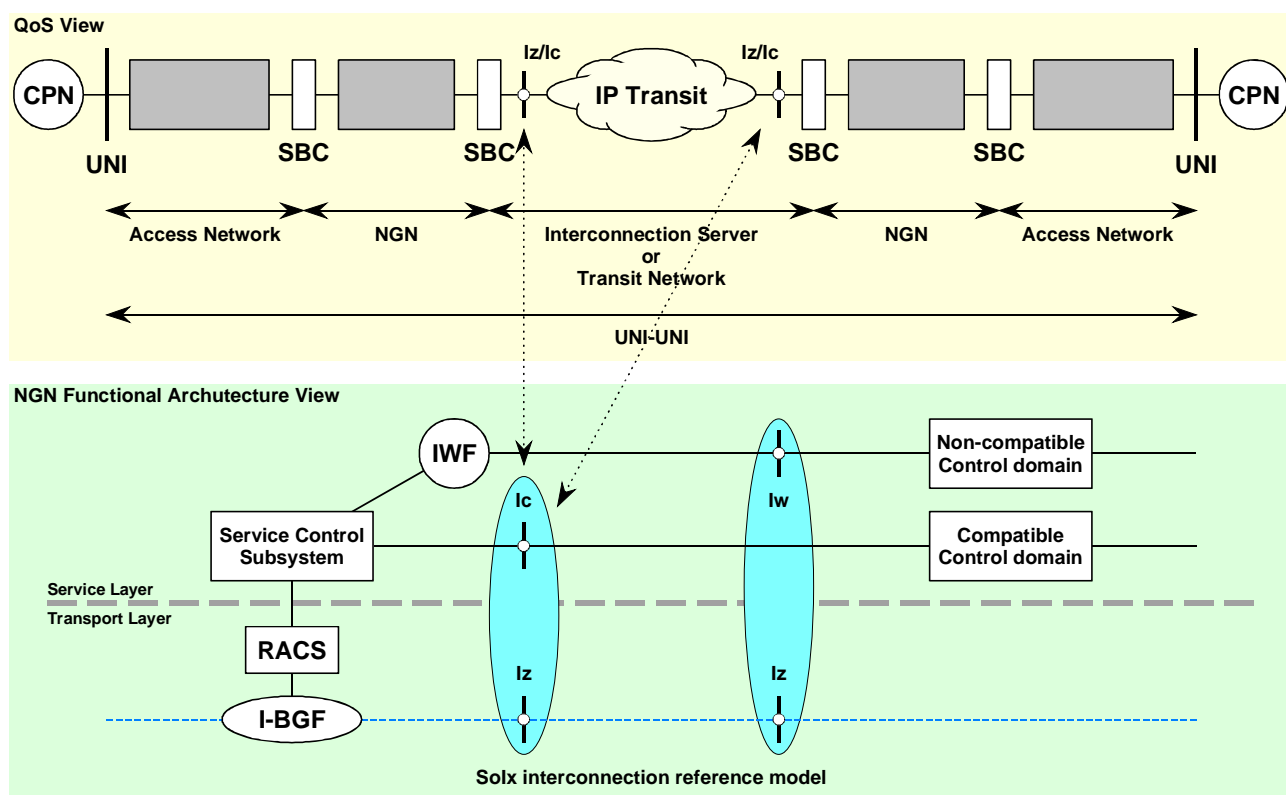 QoS View
Iz/Ic
Iz/Ic
CPN
IP Transit
CPN
UNI
SBC
SBC
SBC
SBC
UNI
Access Network
NGN
Interconnection Server
or
Transit Network
NGN
Access Network
UNI-UNI
NGN Functional Archutecture View
IWF
Non-compatible
Control domain
Ic
Iw
Service Control
Subsystem
Compatible
Control domain
Service Layer
Transport Layer
RACS
Iz
Iz
I-BGF
SoIx interconnection reference model